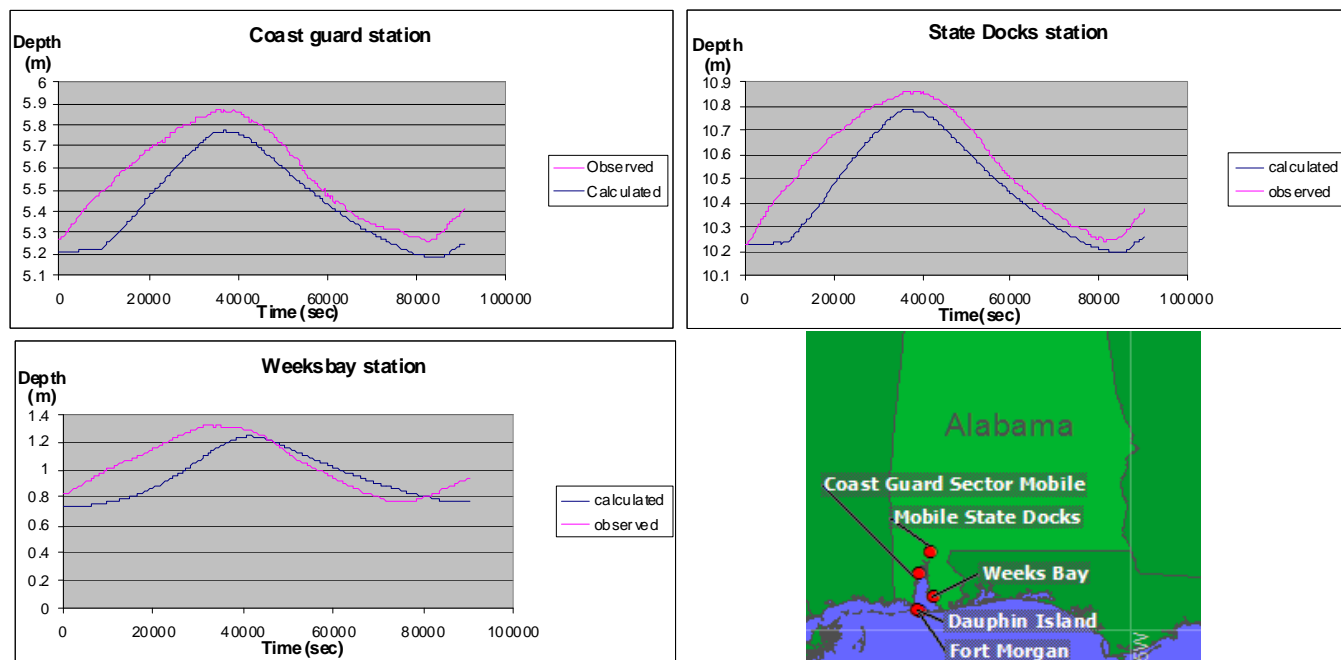 Coast guard station
Depth
(m)
6
5.9
5.8
5.7
5.6
5.5
5.4
5.3
5.2
5.1
0 20000 40000 60000 80000 100000
Time (sec)
Observed
Calculated
State Docks station
Depth
(m)
10.9
10.8
10.7
10.6
10.5
10.4
10.3
10.2
10.1
0 20000 40000 60000 80000 100000
Time(sec)
calculated
observed
Weeksbay station
Depth
(m)
1.4
1.2
1
0.8
0.6
0.4
0.2
0
0 20000 40000 60000 80000 100000
Time (sec)
calculated
observed
Alabama
Coast Guard Sector Mobile
Mobile State Docks
Weeks Bay
Dauphin Island
Fort Morgan